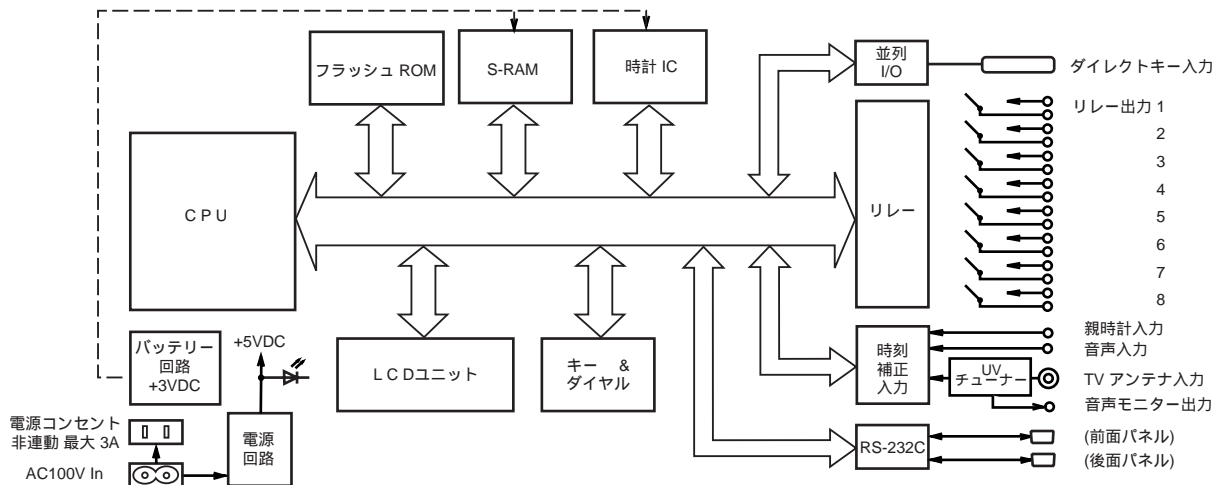 フラッシュ ROM
S-RAM
時計 IC
並列
I/O
ダイレクトキー入力
C P U
リレー
リレー出力 1
2
3
4
5
6
7
8
バッテリー
回路
+3VDC
+5VDC
L C Dユニット
キー &
ダイヤル
時刻
補正
入力
親時計入力
音声入力
UV
チューナー
TV アンテナ入力
音声モニター出力
電源コンセント
非連動 最大 3A
AC100V In
電源
回路
RS-232C
(前面パネル)
(後面パネル)